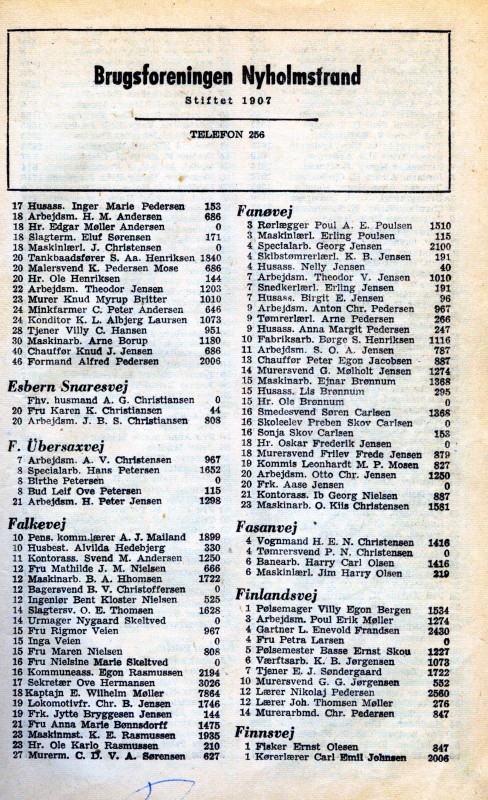 Brugsforeningen Nyholmstrand
Stiftet 1907
TELEFON 256
17 Husass. Inger Marie Pedersen 153
18 Arbejdsm. H. M. Andersen 686
18 Hr. Edgar Møller Andersen 0
18 Slagterm. Eluf Sørensen 171
18 Maskinlærl. J. Christensen 0
20 Tankbaadsfører S. Aa. Henriksen 1840
20 Malersvend K. Pedersen Mose 686
20 Hr. Ole Henriksen 144
22 Arbejdsm. Theodor Jensen 1203
23 Murer Knud Myrup Britter 1010
24 Minkfarmer C. Peter Andersen 646
24 Konditor K. L. Albjerg Laursen 1073
28 Tjener Villy C. Hansen 951
30 Maskinarb. Arne Borup 1180
40 Chauffør Knud J. Jensen 686
46 Formand Alfred Pedersen 2006
Esbern Snaresvej
Fhv. husmand A. G. Christiansen 0
20 Fru Karen K. Christiansen 44
20 Arbejdsm. J. B. S. Christiansen 808
F. Übersaxvej
7 Arbejdsm. A. V. Christensen 967
8 Specialarb. Hans Petersen 1652
8 Birthe Petersen 0
8 Bud Leif Ove Petersen 115
21 Arbejdsm. H. Peter Jensen 1298
Falkevej
10 Pens. komm.lærer A. J. Mailand 1899
10 Husbest. Alvilda Hedebjerg 330
11 Kontorass. Svend M. Andersen 1250
12 Fru Mathilde J. M. Nielsen 666
12 Maskinarb. B. A. Hhomsen 1722
12 Bagersvend B. V. Christoffersen 0
12 Ingeniør Bent Kloster Nielsen 525
14 Slagtersv. O. E. Thomsen 1628
14 Urmager Nygaard Skeltved 0
15 Fru Rigmor Veien 967
15 Inga Veien 0
15 Fru Maren Nielsen 808
16 Fru Nielsine Marie Skeltved 0
16 Kommuneass. Egon Rasmussen 2194
17 Sekretær Ove Hermansen 3026
18 Kaptajn E. Wilhelm Møller 7864
19 Lokomotivfr. Chr. B. Jensen 1746
19 Frk. Jytte Bryggesen Jensen 144
21 Fru Anna Marie Bønnsdorff 1475
23 Maskinmst. K. E. Rasmussen 1935
23 Hr. Ole Karlo Rasmussen 210
27 Murerm. C. D. V. A. Sørensen 627
Fanøvej
3 Rørlægger Poul A. E. Poulsen 1510
3 Maskinlærl. Erling Poulsen 115
4 Specialarb. Georg Jensen 2100
4 Skibstømrerlærl. K. B. Jensen 191
4 Husass. Nelly Jensen 40
7 Arbejdsm. Theodor V. Jensen 1010
7 Snedkerlærl. Erling Jensen 191
7 Husass. Birgit E. Jensen 96
9 Arbejdsm. Anton Chr. Pedersen 967
9 Tømrerlærl. Arne Pedersen 266
9 Husass. Anna Margit Pedersen 247
10 Fabriksarb. Børge S. Henriksen 1116
11 Arbejdsm. S. O. A. Jensen 787
13 Chauffør Peter Egon Jacobsen 887
14 Murersvend G. Mølholt Jensen 1274
15 Maskinarb. Ejnar Brønnum 1368
15 Husass. Lis Brønnum 295
15 Hr. Ole Brønnum 0
16 Smedesvend Søren Carlsen 1368
16 Skoleelev Preben Skov Carlsen 0
16 Sonja Skov Carlsen 153
18 Hr. Oskar Frederik Jensen 0
18 Murersvend Frilev Frede Jensen 879
19 Kommis Leonhardt M. P. Mosen 827
20 Arbejdsm. Otto Chr. Jensen 1250
20 Frk. Aase Jensen 0
21 Kontorass. Ib Georg Nielsen 887
23 Maskinarb. O. Kiis Christensen 1581
Fasanvej
4 Vognmand H. E. N. Christensen 1416
4 Tømrersvend P. N. Christensen 0
6 Banearb. Harry Carl Olsen 1416
6 Maskinlærl. Jim Harry Olsen 219
Finlandsvej
1 Pølsemager Villy Egon Bergen 1534
3 Arbejdsm. Poul Erik Møller 1274
4 Gartner L. Enevold Frandsen 2430
4 Fru Petra Larsen 0
5 Pølsemester Basse Ernst Skou 1227
6 Værftsarb. K. B. Jørgensen 1073
7 Tjener E. J. Søndergaard 1722
10 Murersvend G. G. Jørgensen 552
12 Lærer Nikolaj Pedersen 2560
12 Lærer Joh. Thomsen Møller 276
14 Murerarbmd. Chr. Pedersen 847
Finnsvej
1 Fisker Ernst Olesen 847
1 Kørerlærer Carl Emil Johnsen 2006